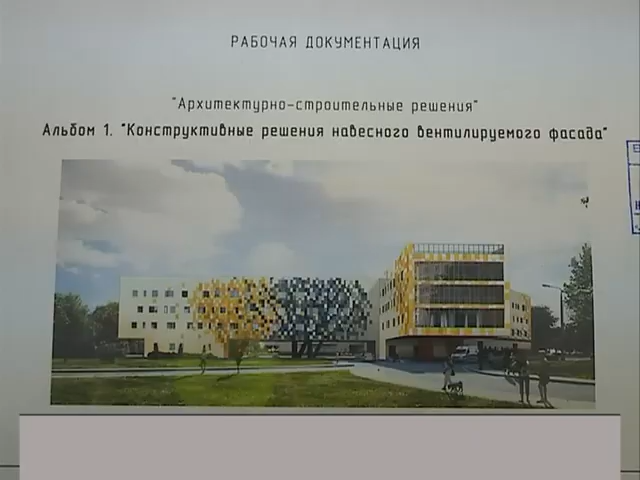 РАБОЧАЯ ДОКУМЕНТАЦИЯ
"Архитектурно-строительные решения"
Альбом 1. "Конструктивные решения навесного вентилируемого фасада"